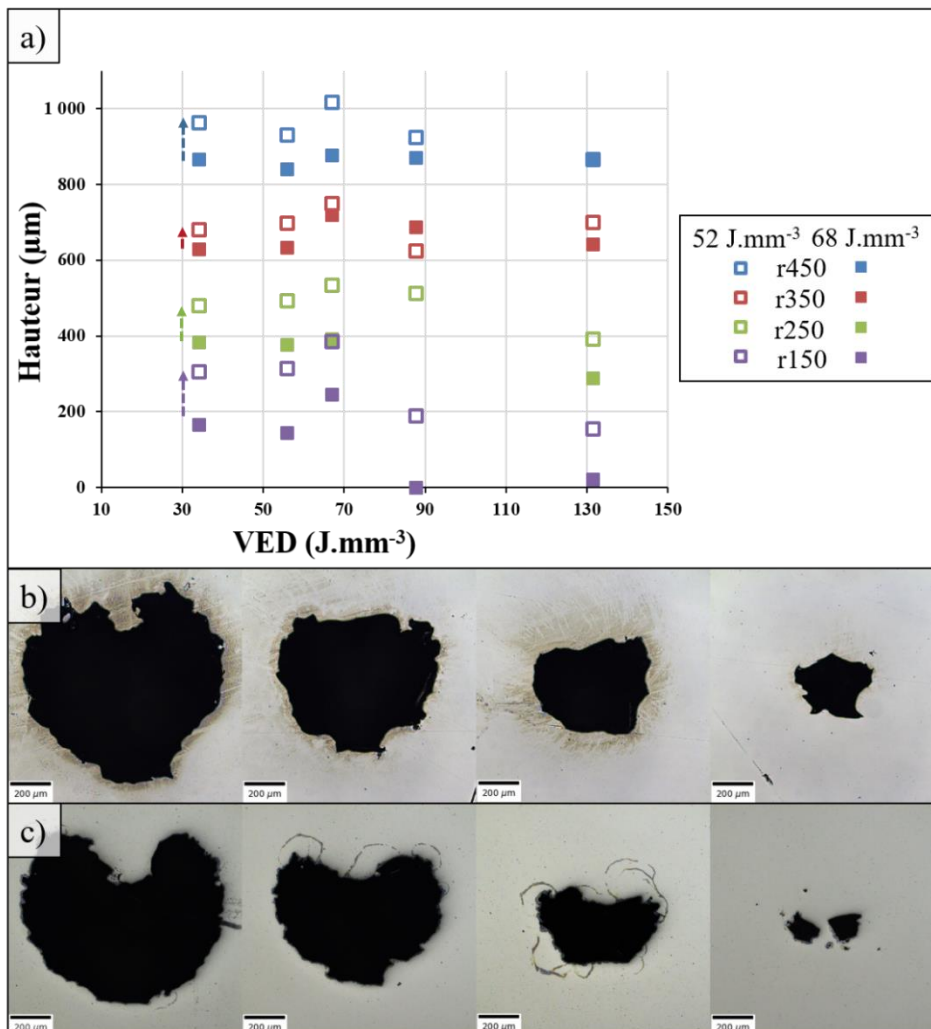 a)
Hauteur (µm)
1 000
800
600
400
200
0
10 30 50 70 90 110 130 150
VED (J.mm-3)
52 J.mm-3 68 J.mm-3
r450
r350
r250
r150
b)
200 µm 200 µm 200 µm 200 µm
c)
200 µm 200 µm 200 µm 200 µm